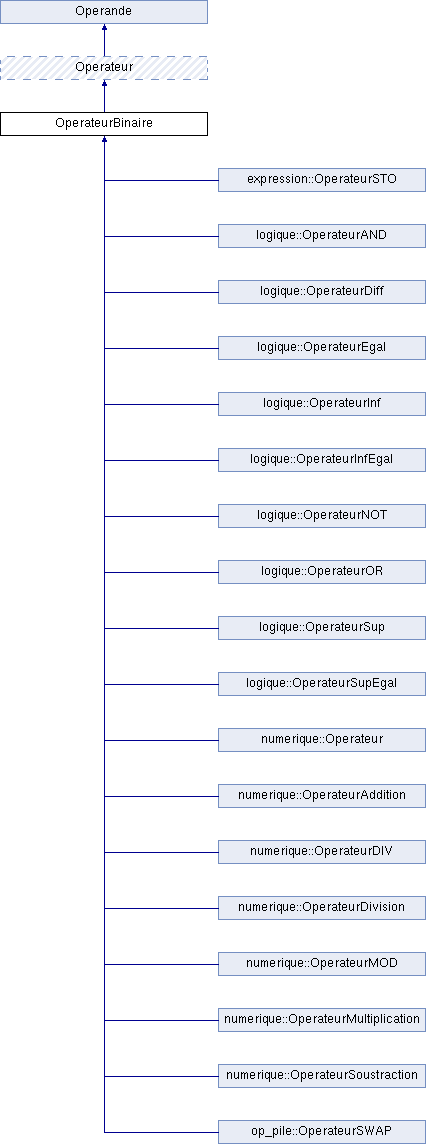 Operande
Operateur
OperateurBinaire
expression::OperateurSTO
logique::OperateurAND
logique::OperateurDiff
logique::OperateurEgal
logique::OperateurInf
logique::OperateurInfEgal
logique::OperateurNOT
logique::OperateurOR
logique::OperateurSup
logique::OperateurSupEgal
numerique::Operateur
numerique::OperateurAddition
numerique::OperateurDIV
numerique::OperateurDivision
numerique::OperateurMOD
numerique::OperateurMultiplication
numerique::OperateurSoustraction
op_pile::OperateurSWAP